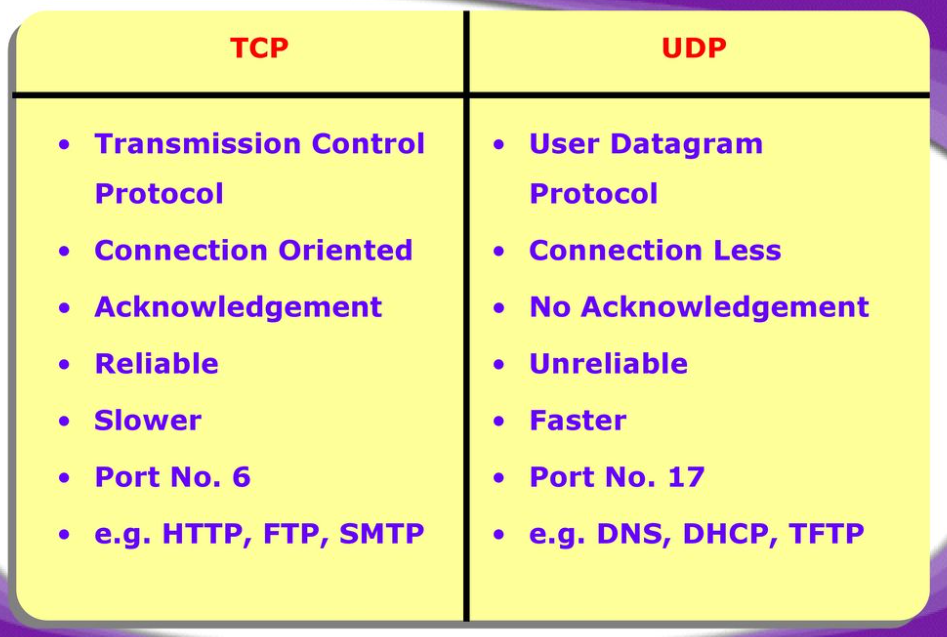 TCP
• Transmission Control
Protocol
• Connection Oriented
• Acknowledgement
• Reliable
• Slower
• Port No. 6
• e.g. HTTP, FTP, SMTP
UDP
• User Datagram
Protocol
• Connection Less
• No Acknowledgement
• Unreliable
• Faster
• Port No. 17
• e.g. DNS, DHCP, TFTP